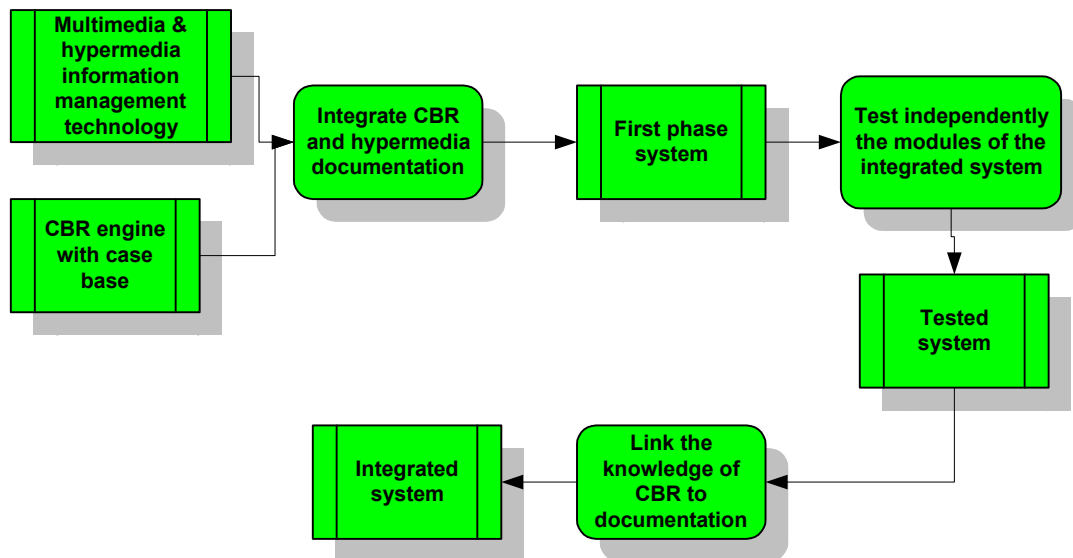 Multimedia &
hypermedia
information
management
technology
CBR engine
with case
base
Integrate CBR
and hypermedia
documentation
First phase
system
Test independently
the modules of the
integrated system
Tested
system
Link the
knowledge of
CBR to
documentation
Integrated
system